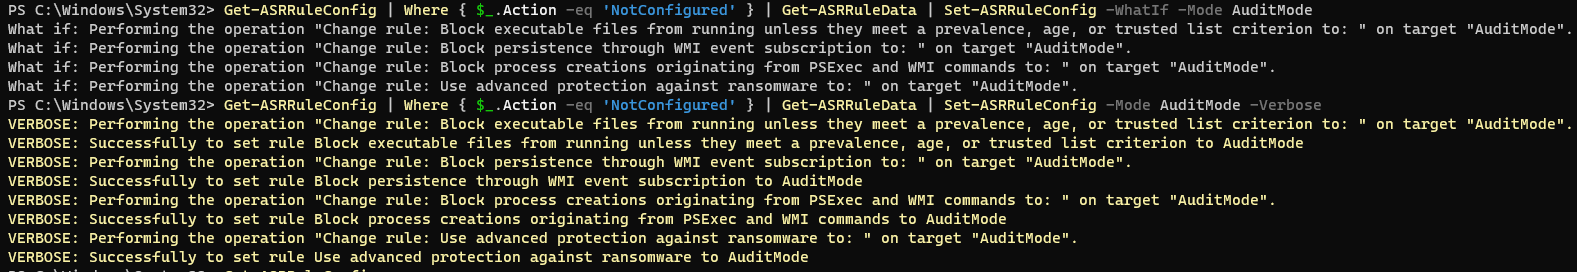 PS C:\Windows\System32> Get-ASRRuleConfig | Where { $_.Action -eq 'NotConfigured' } | Get-ASRRuleData | Set-ASRRuleConfig -WhatIf -Mode AuditMode
What if: Performing the operation "Change rule: Block executable files from running unless they meet a prevalence, age, or trusted list criterion to: " on target "AuditMode".
What if: Performing the operation "Change rule: Block persistence through WMI event subscription to: " on target "AuditMode".
What if: Performing the operation "Change rule: Block process creations originating from PSExec and WMI commands to: " on target "AuditMode".
What if: Performing the operation "Change rule: Use advanced protection against ransomware to: " on target "AuditMode".
PS C:\Windows\System32> Get-ASRRuleConfig | Where { $_.Action -eq 'NotConfigured' } | Get-ASRRuleData | Set-ASRRuleConfig -Mode AuditMode -Verbose
VERBOSE: Performing the operation "Change rule: Block executable files from running unless they meet a prevalence, age, or trusted list criterion to: " on target "AuditMode".
VERBOSE: Successfully to set rule Block executable files from running unless they meet a prevalence, age, or trusted list criterion to AuditMode
VERBOSE: Performing the operation "Change rule: Block persistence through WMI event subscription to: " on target "AuditMode".
VERBOSE: Successfully to set rule Block persistence through WMI event subscription to AuditMode
VERBOSE: Performing the operation "Change rule: Block process creations originating from PSExec and WMI commands to: " on target "AuditMode".
VERBOSE: Successfully to set rule Block process creations originating from PSExec and WMI commands to AuditMode
VERBOSE: Performing the operation "Change rule: Use advanced protection against ransomware to: " on target "AuditMode".
VERBOSE: Successfully to set rule Use advanced protection against ransomware to AuditMode